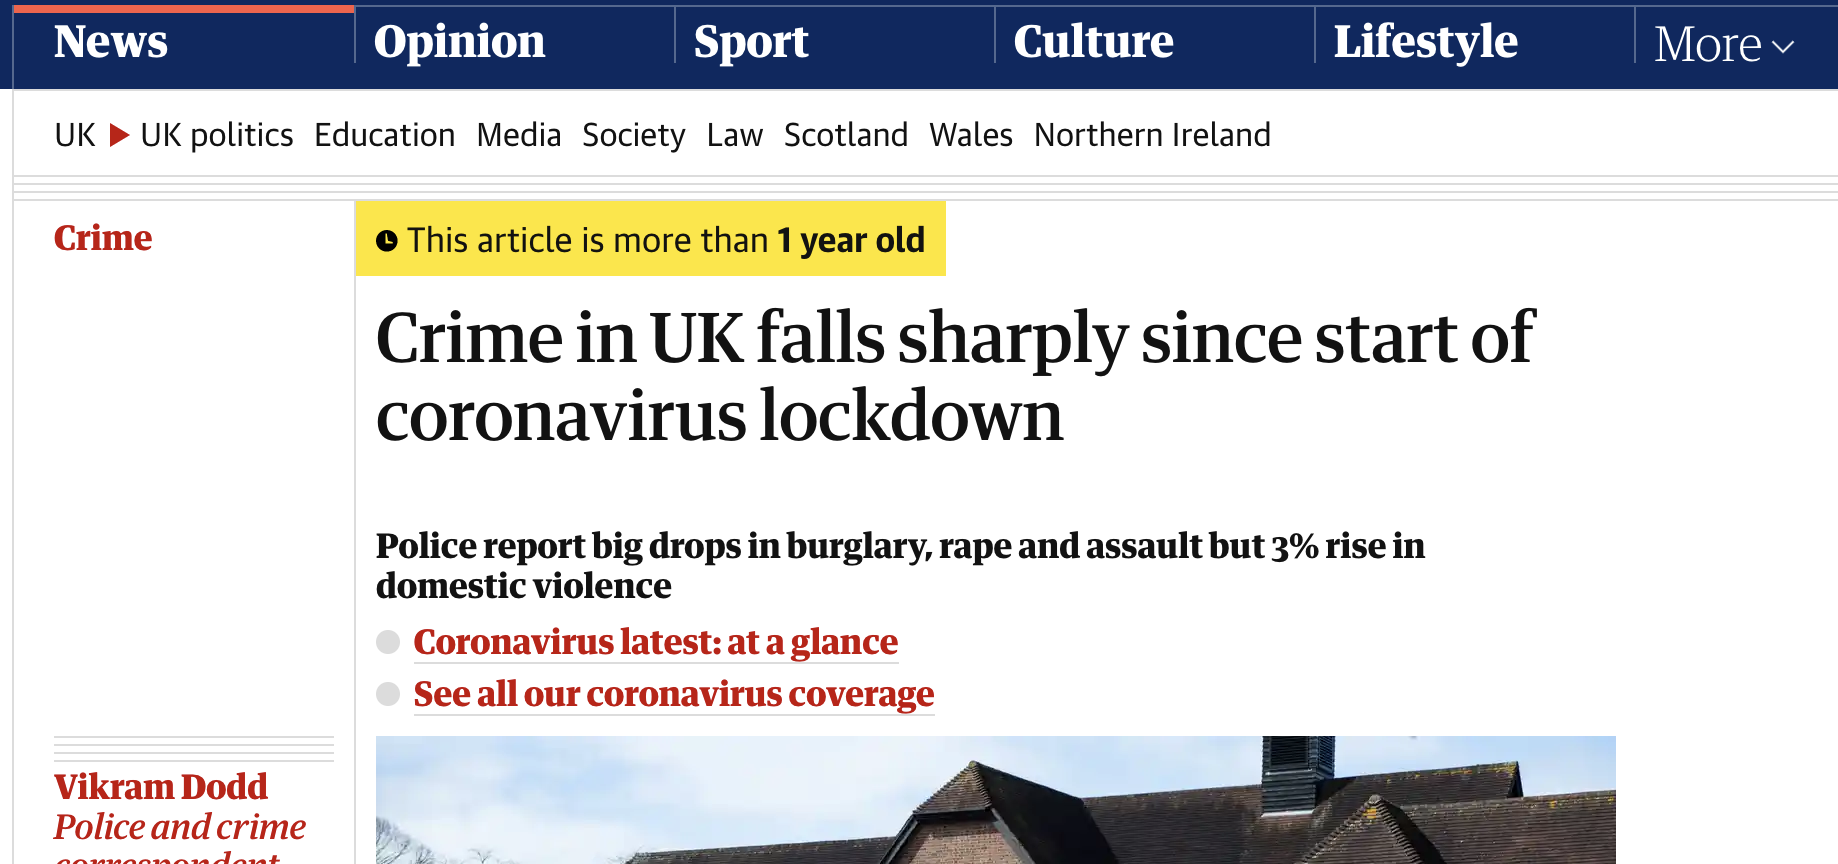 News Opinion Sport Culture Lifestyle More
UK UK politics Education Media Society Law Scotland Wales Northern Ireland
Crime
This article is more than 1 year old
Crime in UK falls sharply since start of
coronavirus lockdown
Police report big drops in burglary, rape and assault but 3% rise in
domestic violence
Coronavirus latest: at a glance
See all our coronavirus coverage
Vikram Dodd
Police and crime
correspondent